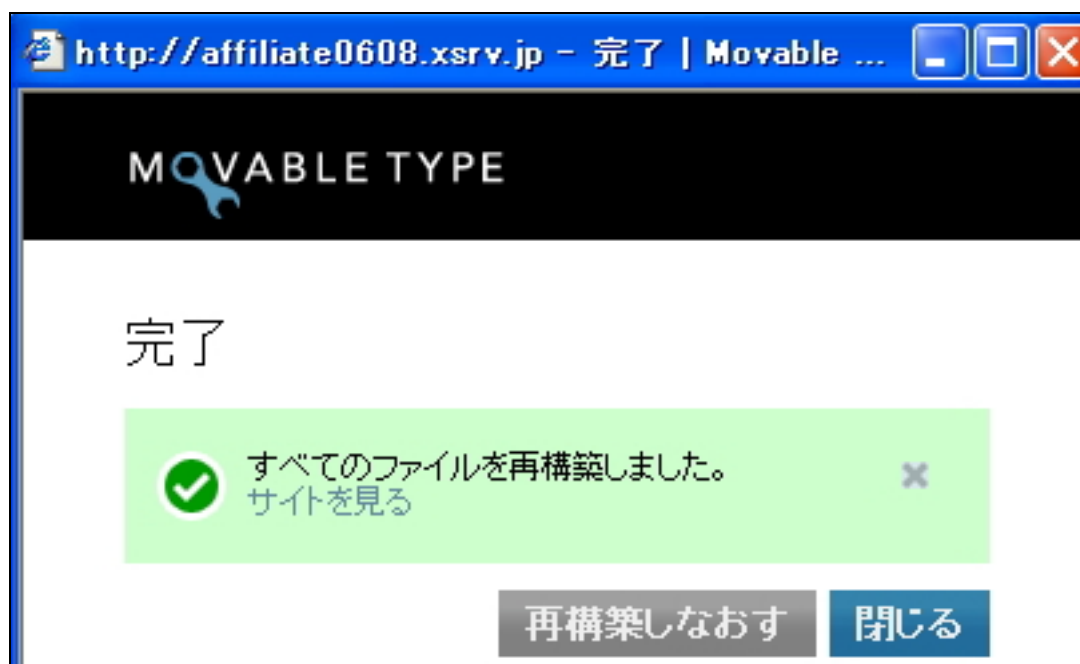 http://affiliate0608.xsrv.jp - 完了 | Movable ...
MOVABLE TYPE
完了
すべてのファイルを再構築しました。
サイトを見る
再構築しなおす
閉じる